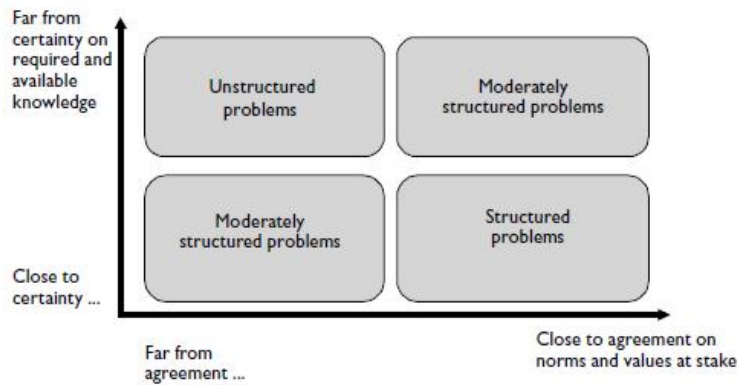 Far from
certainty on
required and
available
knowledge
Unstructured
problems
Moderately
structured problems
Moderately
structured problems
Structured
problems
Close to
certainty ...
Far from
agreement ...
Close to agreement on
norms and values at stake